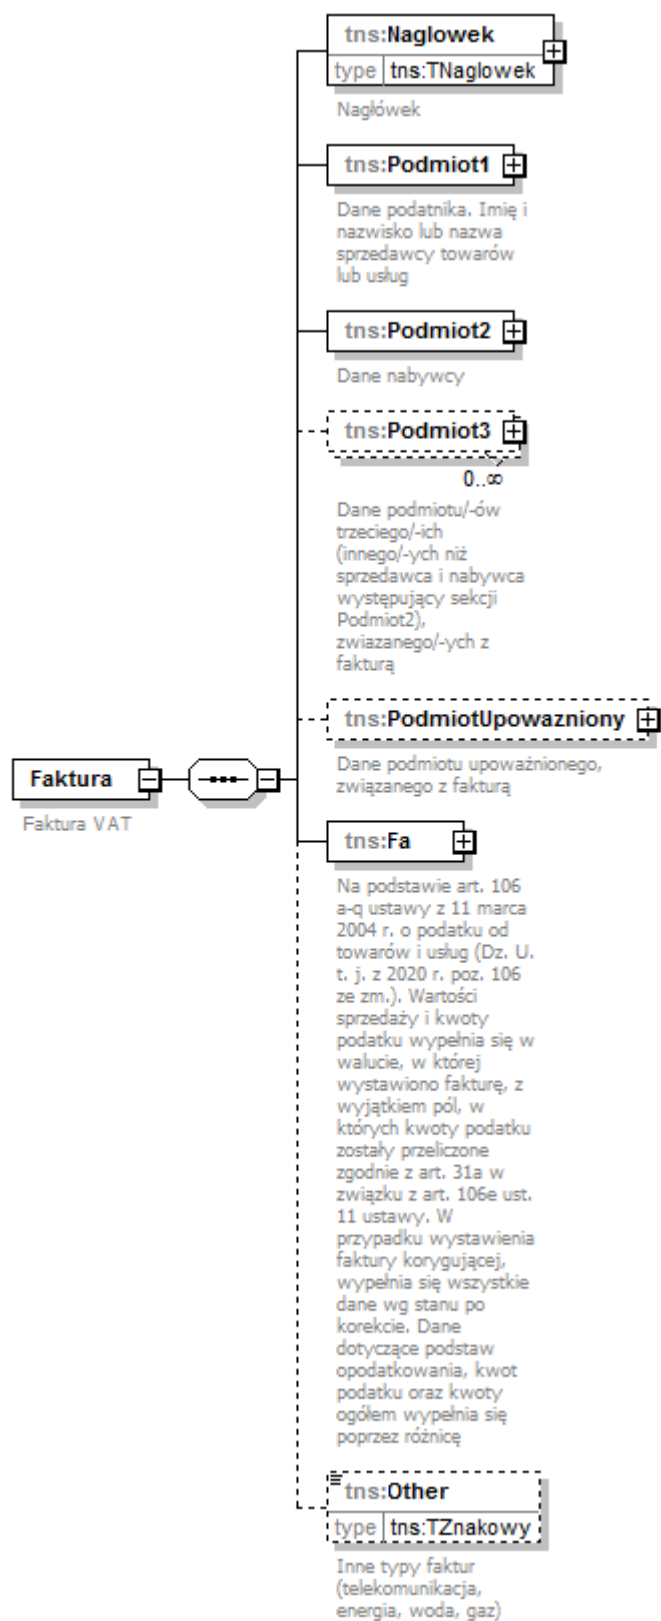 tns:Naglowek
type tns:TNaglowek
Nagłówek
tns:Podmiot1
Dane podatnika. Imię i
nazwisko lub nazwa
sprzedawcy towarów
lub usług
tns:Podmiot2
Dane nabywcy
tns:Podmiot3
0..∞
Dane podmiotu/-ów
trzeciego/-ich
(innego/-ych niż
sprzedawca i nabywca
występujący sekcji
Podmiot2),
zwiazanego/-ych z
fakturą
tns:PodmiotUpowazniony
Dane podmiotu upoważnionego,
związanego z fakturą
Faktura
Faktura VAT
tns:Fa
Na podstawie art. 106
a-q ustawy z 11 marca
2004 r. o podatku od
towarów i usług (Dz. U.
t. j. z 2020 r. poz. 106
ze zm.). Wartości
sprzedaży i kwoty
podatku wypełnia się w
walucie, w której
wystawiono fakturę, z
wyjątkiem pól, w
których kwoty podatku
zostały przeliczone
zgodnie z art. 31a w
związku z art. 106e ust.
11 ustawy. W
przypadku wystawienia
faktury korygującej,
wypełnia się wszystkie
dane wg stanu po
korekcie. Dane
dotyczące podstaw
opodatkowania, kwot
podatku oraz kwoty
ogółem wypełnia się
poprzez różnicę
tns:Other
type tns:TZnakowy
Inne typy faktur
(telekomunikacja,
energia, woda, gaz)